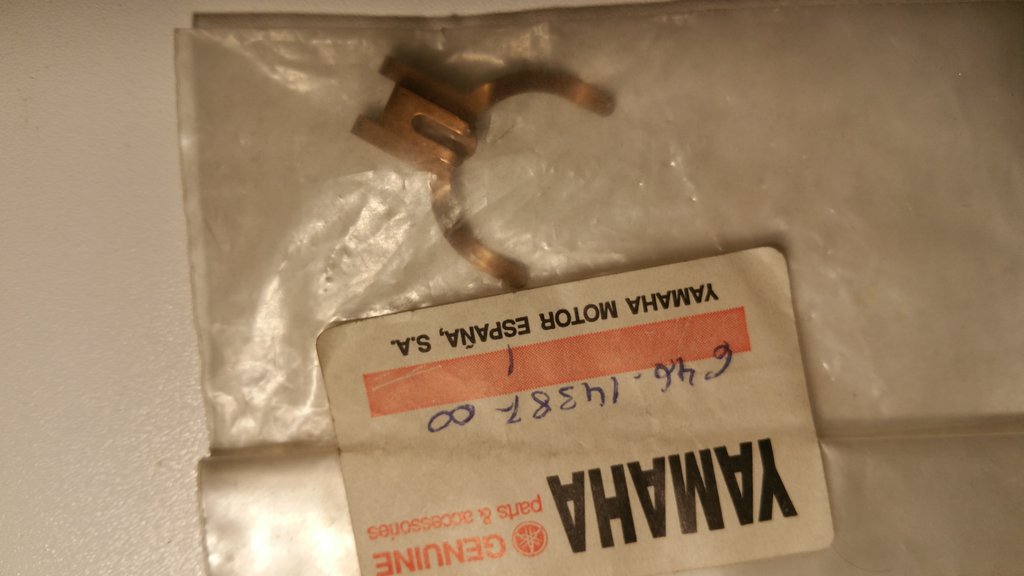 YAMAHA
GENUINE
parts & accessories
646-14387-00
1
YAMAHA MOTOR ESPAÑA, S.A.